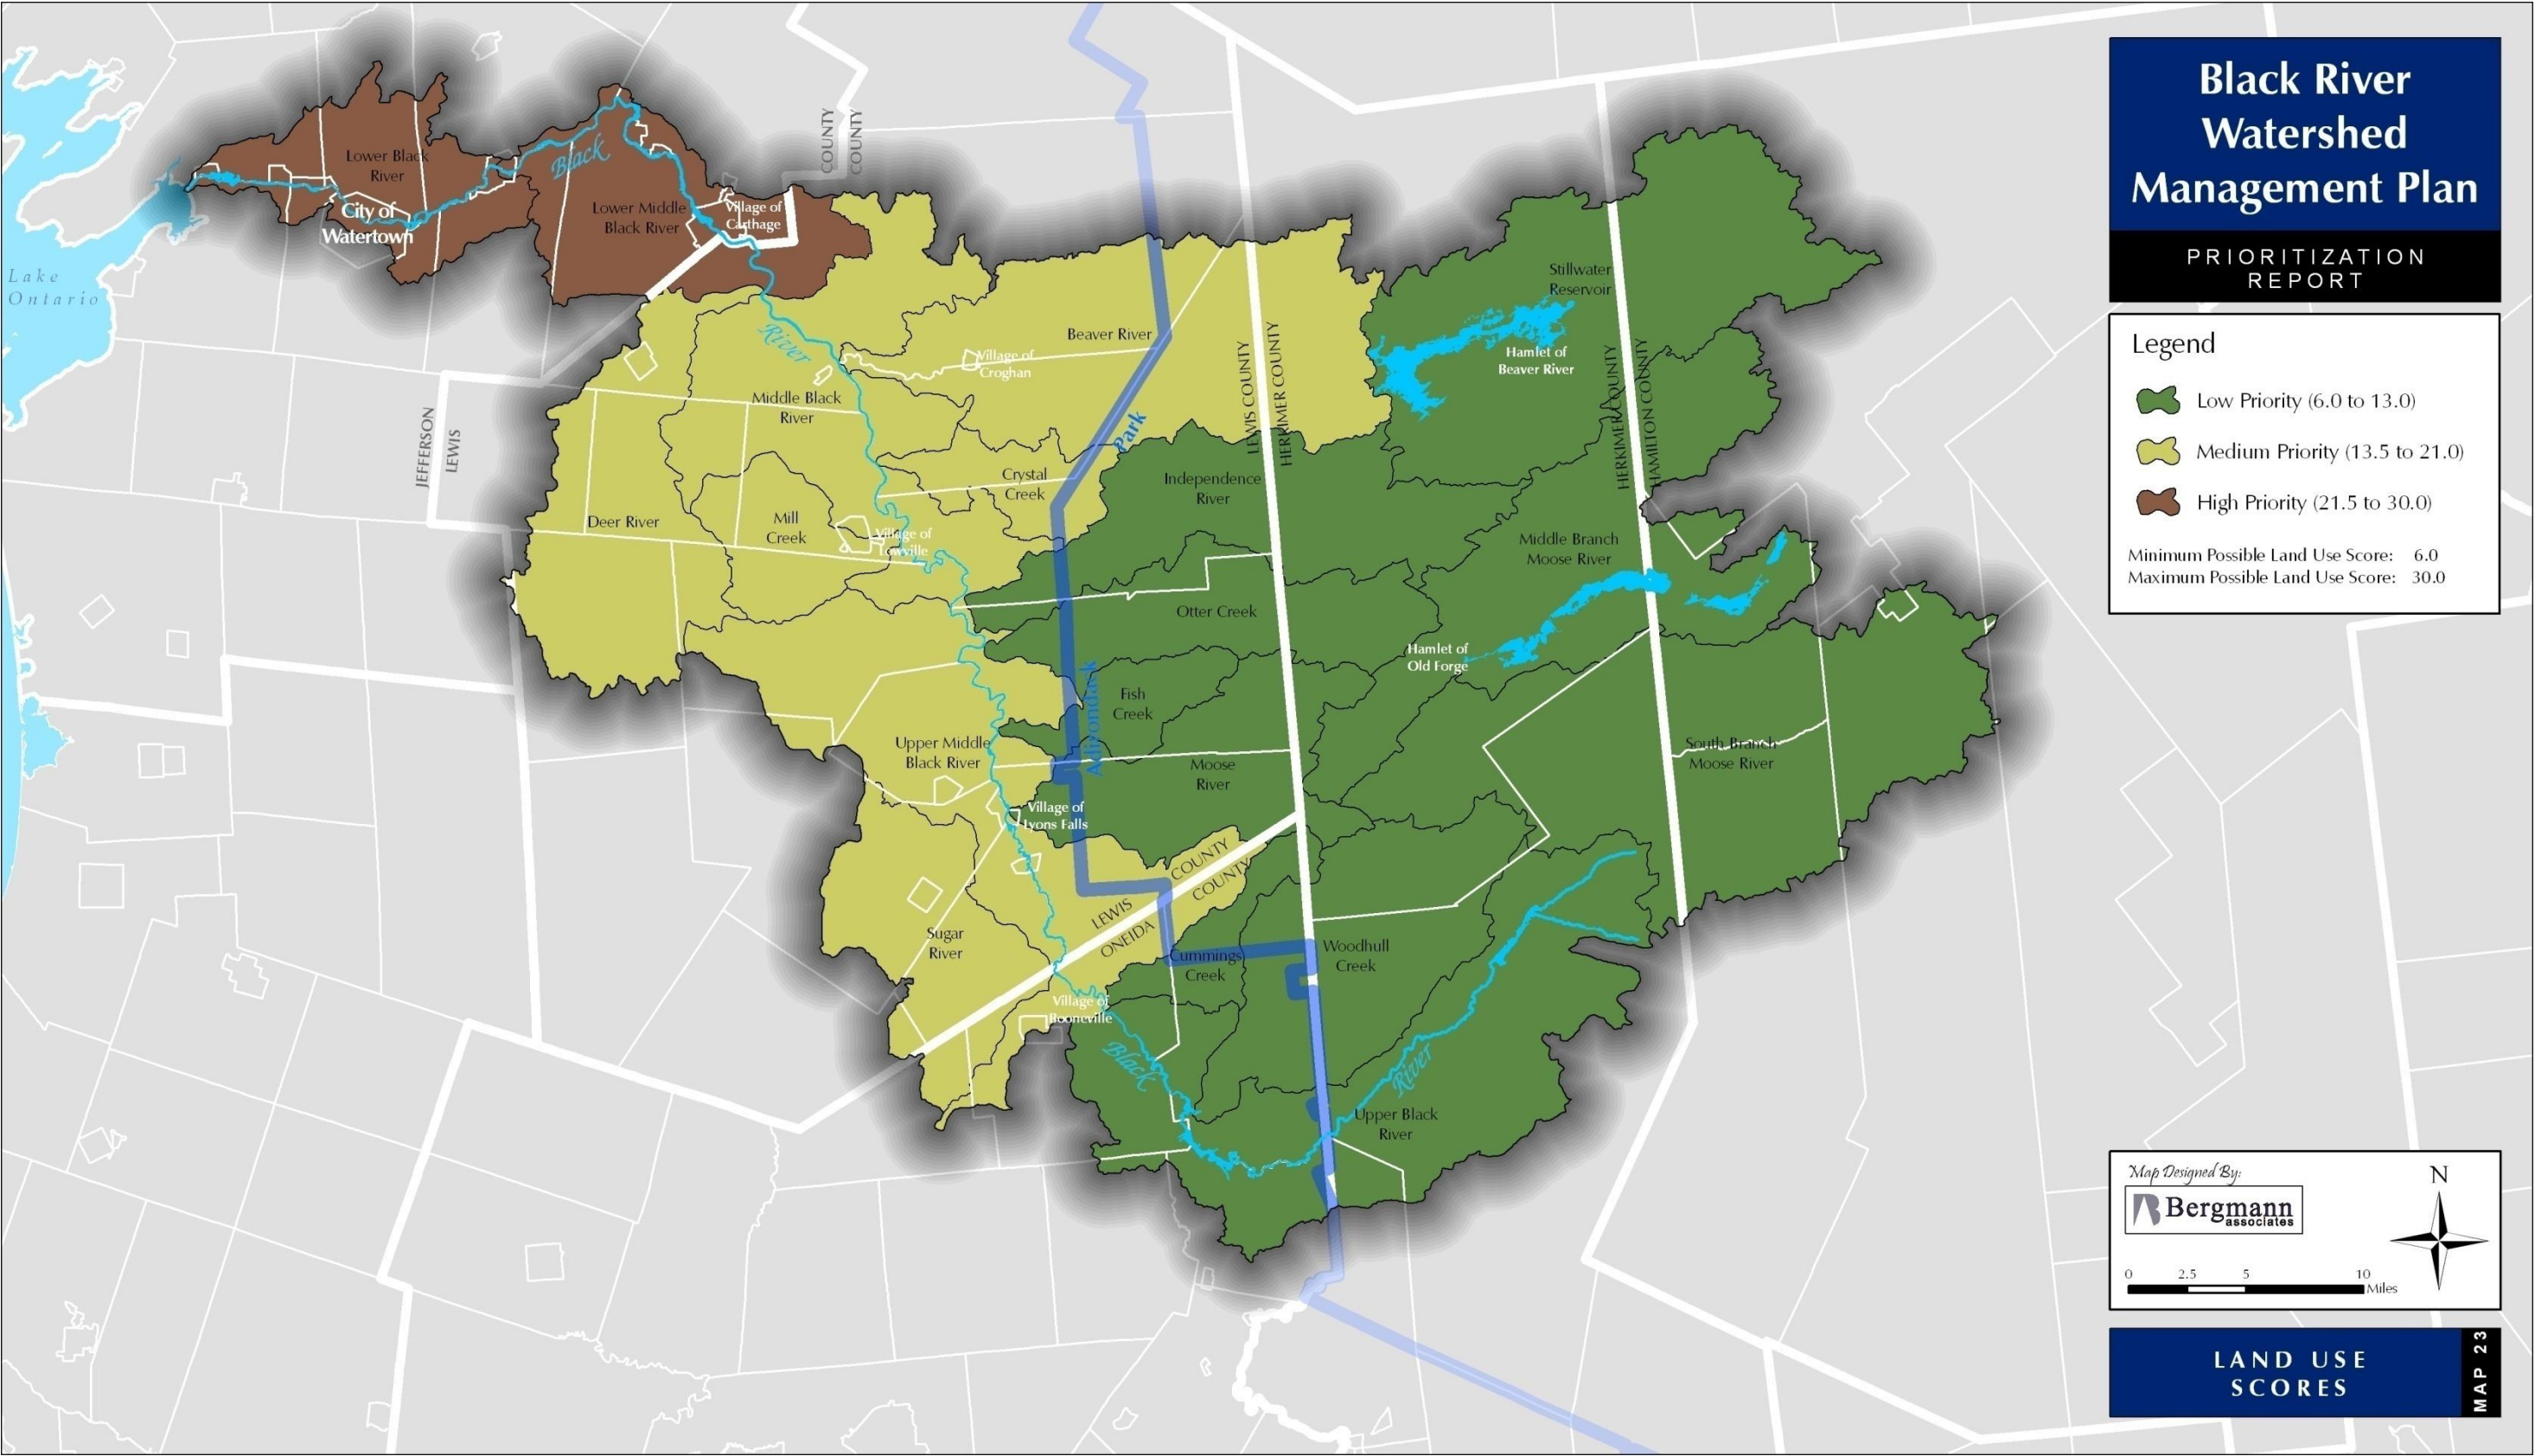 Black River
Watershed
Management Plan
PRIORITIZATION
REPORT
Legend
Low Priority (6.0 to 13.0)
Medium Priority (13.5 to 21.0)
High Priority (21.5 to 30.0)
Minimum Possible Land Use Score: 6.0
Maximum Possible Land Use Score: 30.0
Lake
Ontario
Lower Black
River
City of
Watertown
Black
Lower Middle
Black River
Village of
Carthage
COUNTY
COUNTY
River
Beaver River
Village of
Croghan
Middle Black
River
Stillwater
Reservoir
Hamlet of
Beaver River
LEWIS COUNTY
HERKIMER COUNTY
HERKIMER COUNTY
HAMILTON COUNTY
JEFFERSON
LEWIS
Park
Crystal
Creek
Independence
River
Deer River
Mill
Creek
Village of
Lowville
Middle Branch
Moose River
Otter Creek
Hamlet of
Old Forge
Adirondack
Fish
Creek
Upper Middle
Black River
Moose
River
South Branch
Moose River
Village of
Lyons Falls
LEWIS COUNTY
ONEIDA COUNTY
Sugar
River
Cummings
Creek
Woodhull
Creek
Village of
Booneville
Black
River
Upper Black
River
Map Designed By:
Bergmann
associates
N
0 2.5 5 10
Miles
LAND USE
SCORES
MAP 23